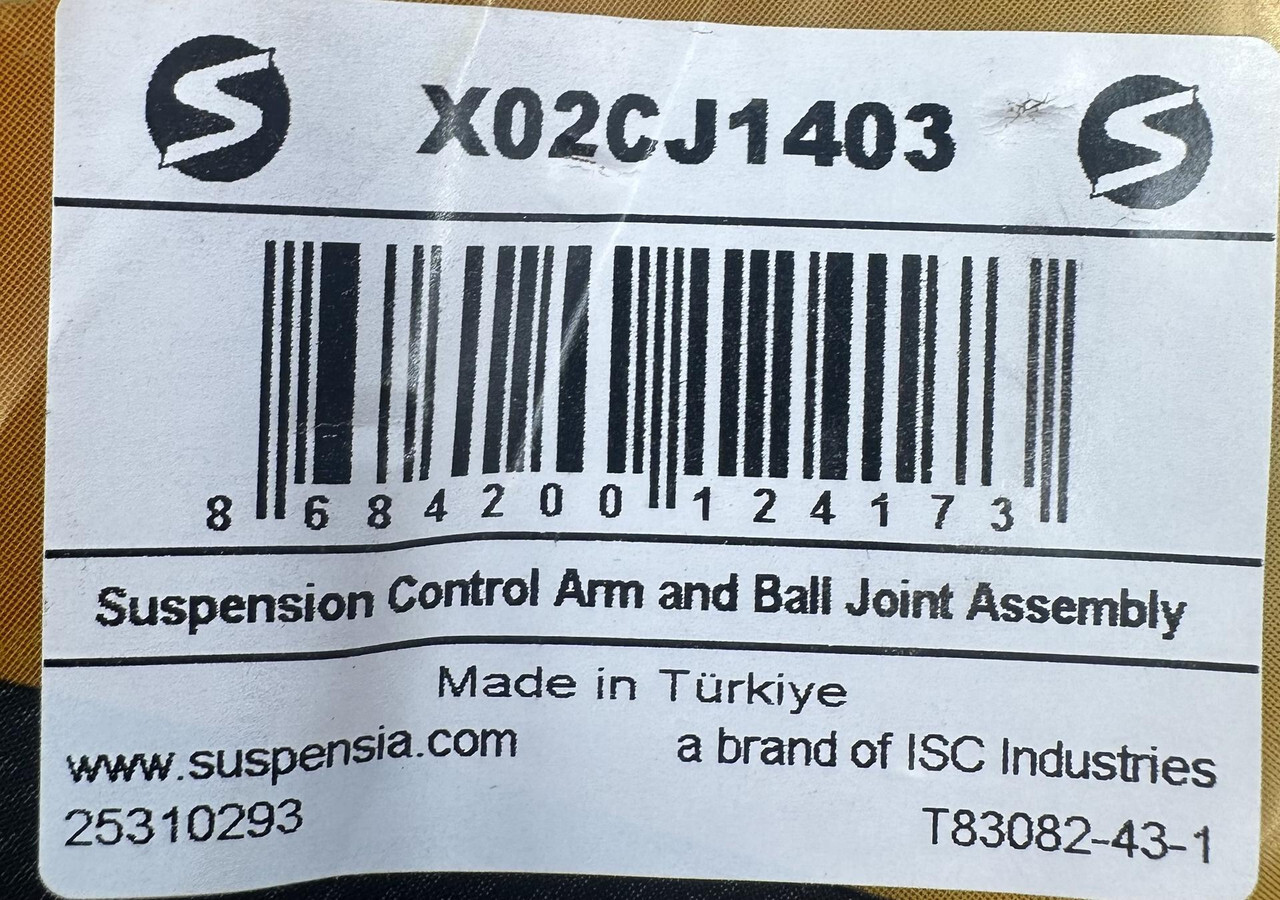 X02CJ1403
8 684200 124173
Suspension Control Arm and Ball Joint Assembly
Made in Türkiye
www.suspensia.com a brand of ISC Industries
25310293 T83082-43-1